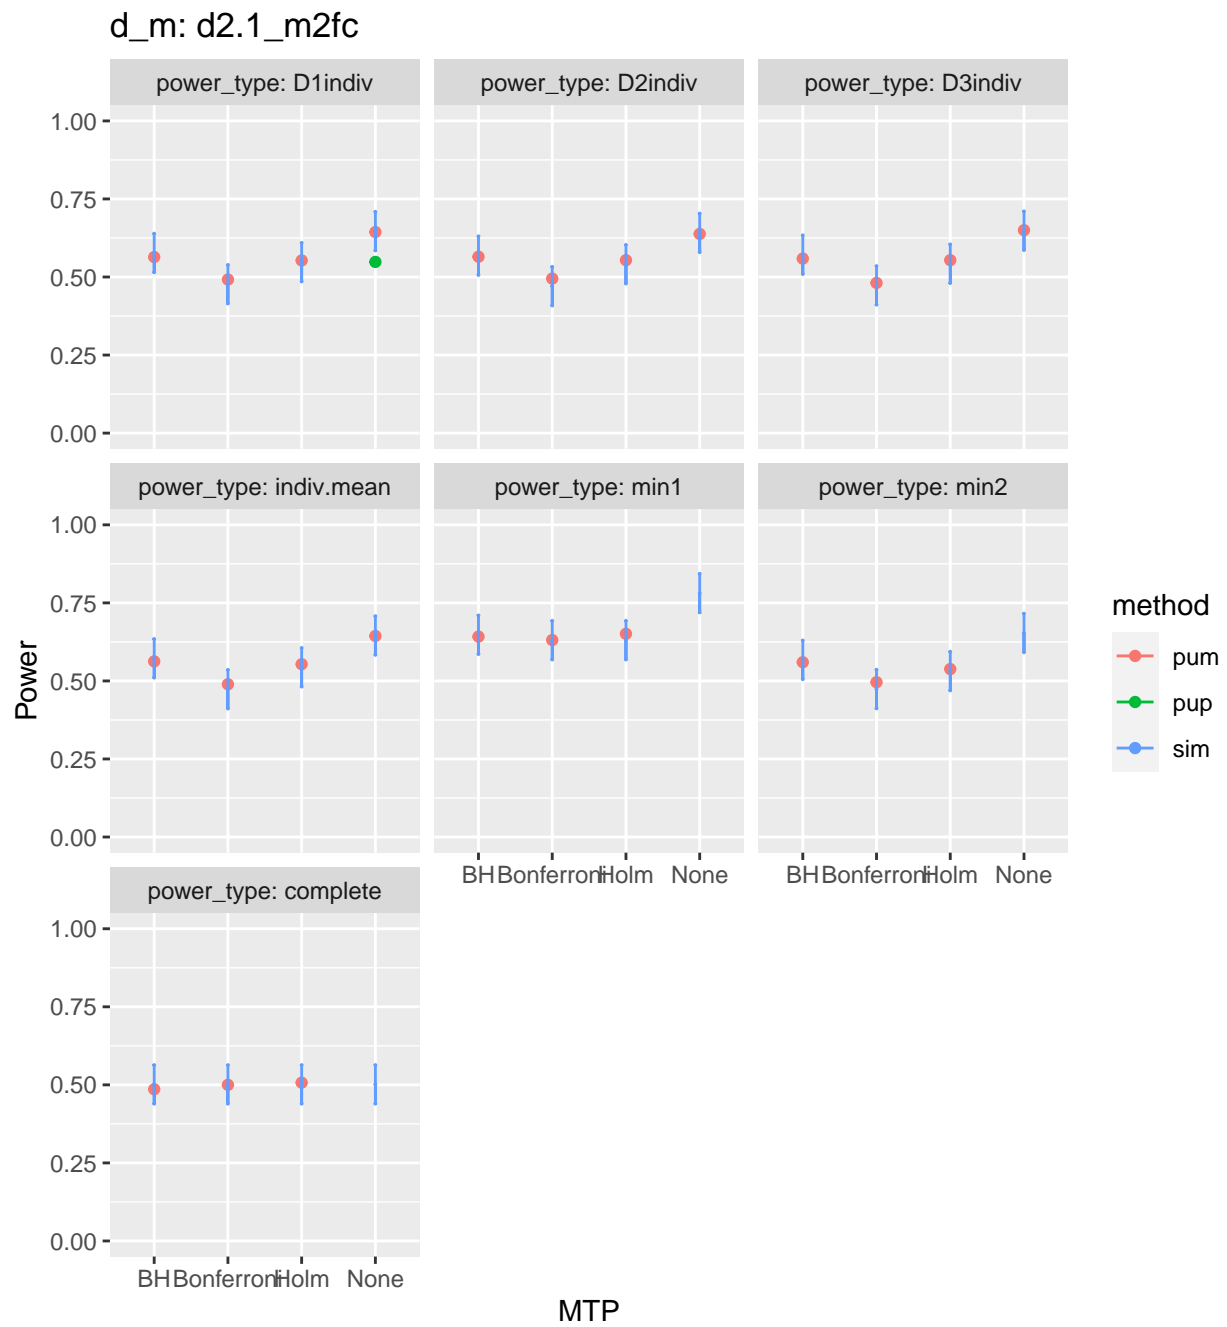 d_m: d2.1_m2fc
power_type: D1indiv
power_type: D2indiv
power_type: D3indiv
1.00
0.75
0.50
0.25
0.00
power_type: indiv.mean
power_type: min1
power_type: min2
1.00
0.75
0.50
0.25
0.00
BH Bonferroni Holm None
BH Bonferroni Holm None
power_type: complete
1.00
0.75
0.50
0.25
0.00
BH Bonferroni Holm None
MTP
Power
method
pum
pup
sim